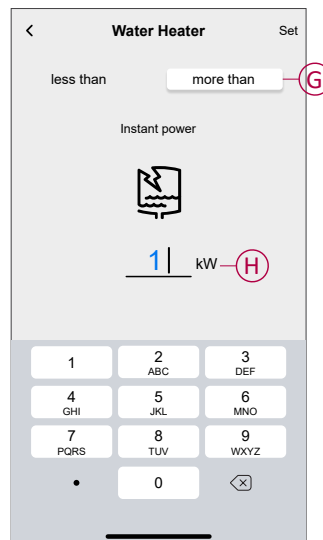 < Water Heater Set
less than more than G
Instant power
1 kW H
1 2 3
ABC DEF
4 5 6
GHI JKL MNO
7 8 9
PQRS TUV WXYZ
. 0